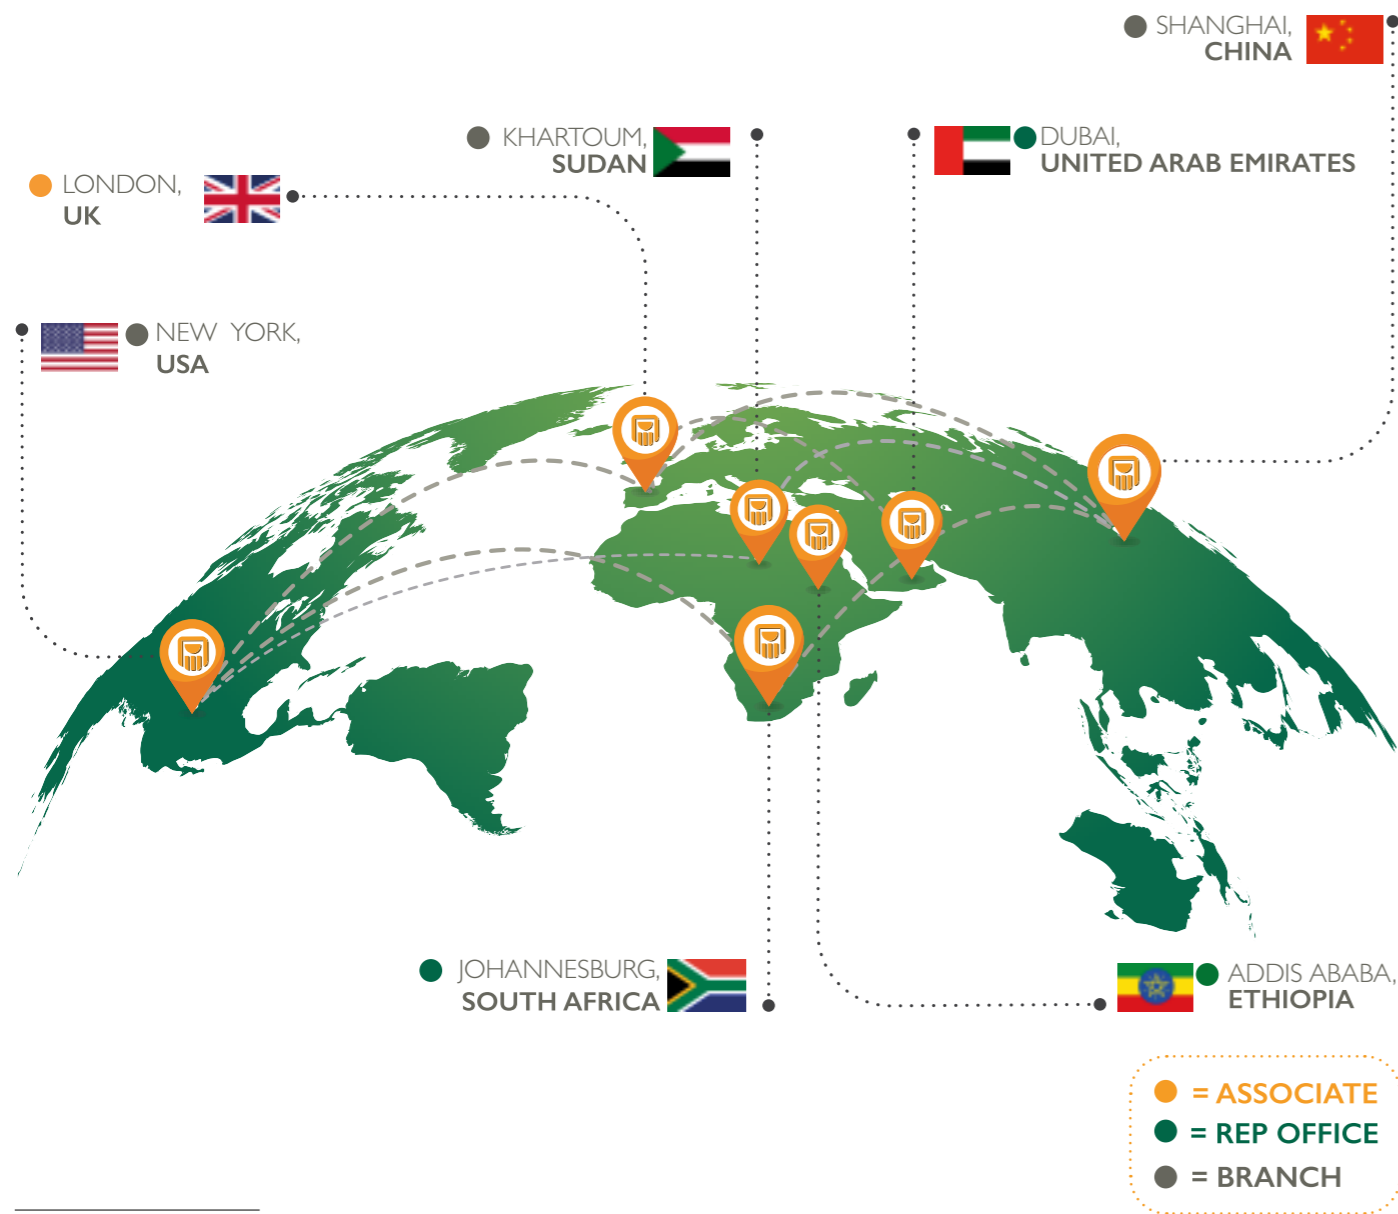 SHANGHAI,
CHINA
KHARTOUM,
SUDAN
DUBAI,
UNITED ARAB EMIRATES
LONDON,
UK
NEW YORK,
USA
JOHANNESBURG,
SOUTH AFRICA
ADDIS ABABA,
ETHIOPIA
= ASSOCIATE
= REP OFFICE
= BRANCH